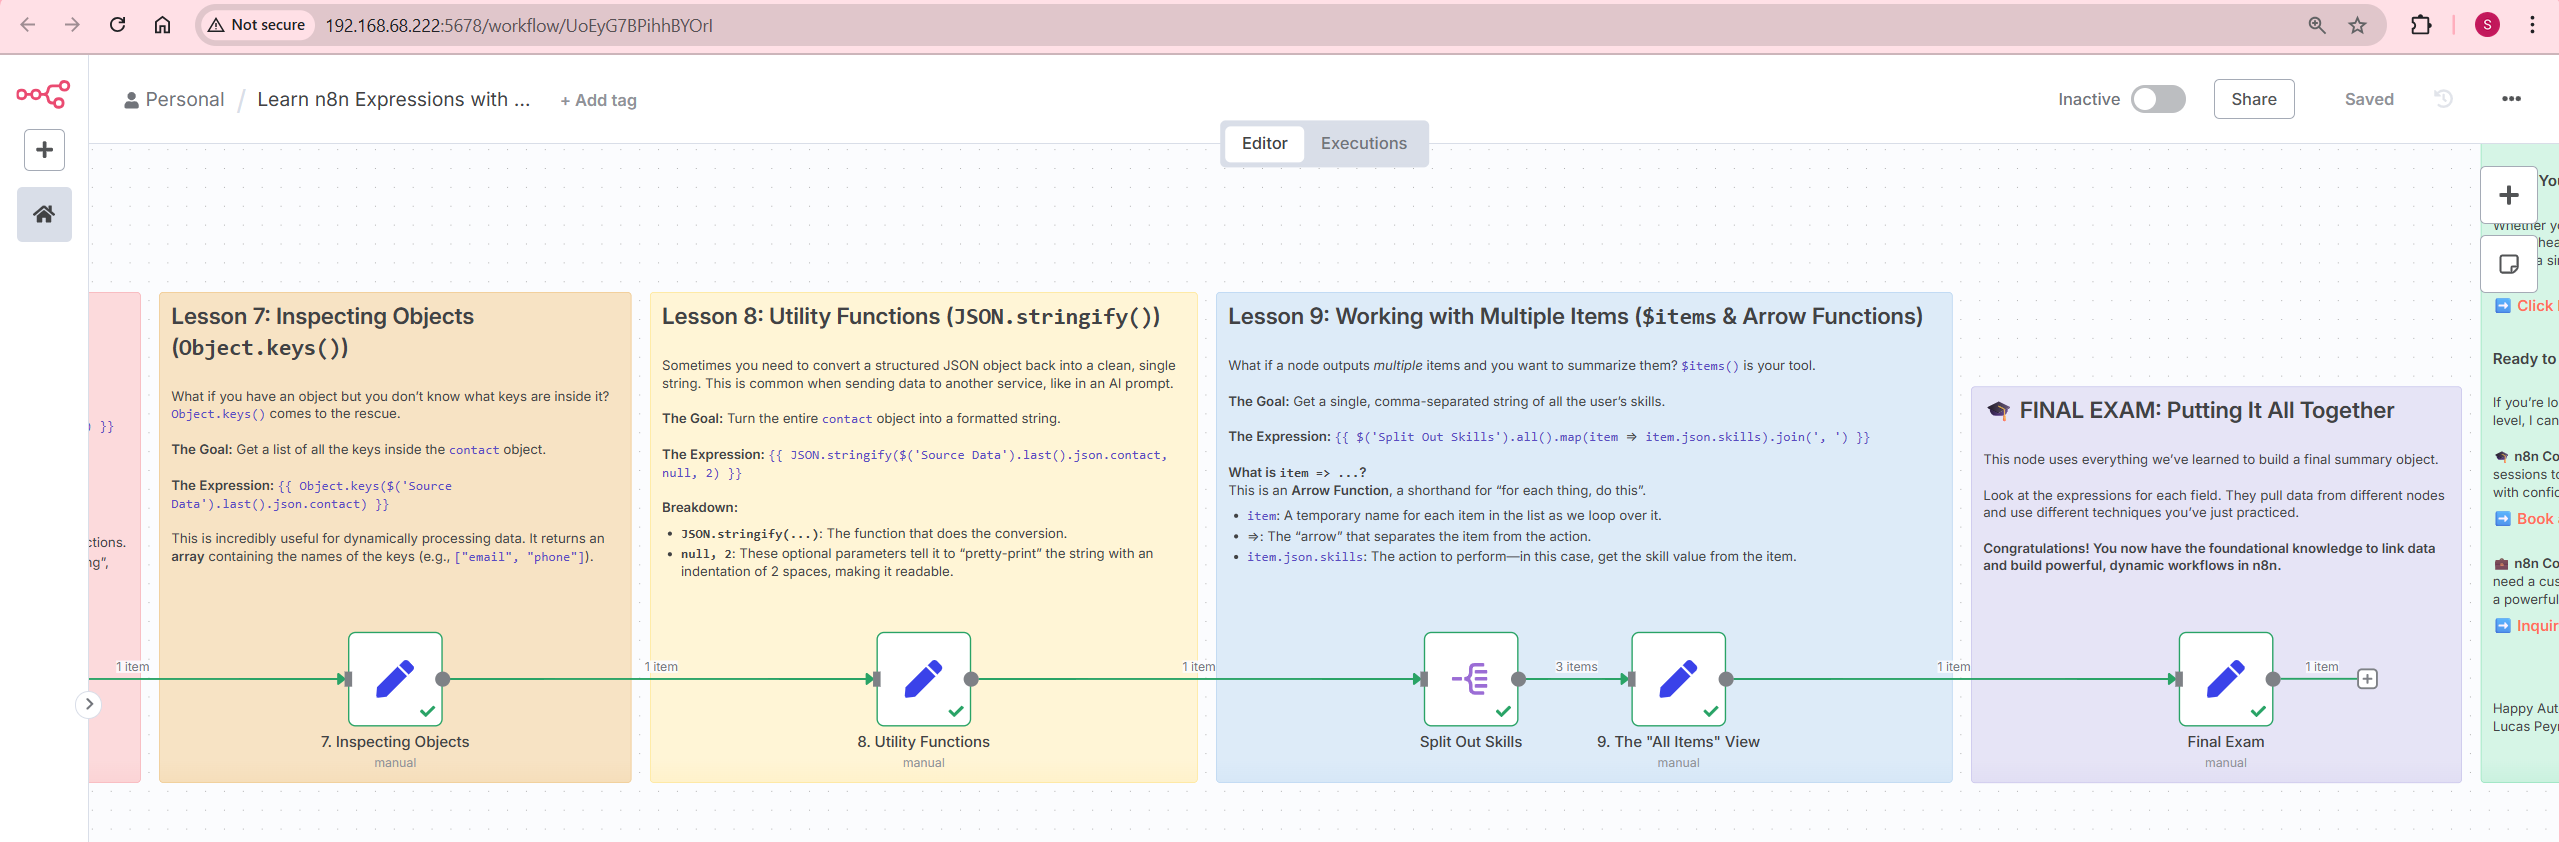 Not secure
192.168.68.222:5678/workflow/UoEyG7BPihhBYOrI
S
Personal / Learn n8n Expressions with ...
+ Add tag
Inactive
Share
Saved
Editor
Executions
}}
ctions.
ng",
1 item
Lesson 7: Inspecting Objects
(Object.keys())
What if you have an object but you don't know what keys are inside it?
Object.keys() comes to the rescue.
The Goal: Get a list of all the keys inside the contact object.
The Expression: {{ Object.keys($('Source
Data').last().json.contact) }}
This is incredibly useful for dynamically processing data. It returns an
array containing the names of the keys (e.g., ["email", "phone"]).
7. Inspecting Objects
manual
1 item
Lesson 8: Utility Functions (JSON.stringify())
Sometimes you need to convert a structured JSON object back into a clean, single
string. This is common when sending data to another service, like in an AI prompt.
The Goal: Turn the entire contact object into a formatted string.
The Expression: {{ JSON.stringify($('Source Data').last().json.contact,
null, 2) }}
Breakdown:
• JSON.stringify(...): The function that does the conversion.
• null, 2: These optional parameters tell it to “pretty-print” the string with an
indentation of 2 spaces, making it readable.
8. Utility Functions
manual
1 item
Lesson 9: Working with Multiple Items ($items & Arrow Functions)
What if a node outputs multiple items and you want to summarize them? $items() is your tool.
The Goal: Get a single, comma-separated string of all the user's skills.
The Expression: {{ $('Split Out Skills').all().map(item => item.json.skills).join(', ') }}
What is item => ...?
This is an Arrow Function, a shorthand for “for each thing, do this”.
• item: A temporary name for each item in the list as we loop over it.
• =>: The “arrow” that separates the item from the action.
• item.json.skills: The action to perform—in this case, get the skill value from the item.
3 items
Split Out Skills
9. The "All Items" View
manual
1 item
🎓 FINAL EXAM: Putting It All Together
This node uses everything we've learned to build a final summary object.
Look at the expressions for each field. They pull data from different nodes
and use different techniques you've just practiced.
Congratulations! You now have the foundational knowledge to link data
and build powerful, dynamic workflows in n8n.
1 item
Final Exam
manual
You
Whether y
hea
a si
➡️ Click
Ready to
If you're lo
level, I can
🎓 n8n Co
sessions to
with confic
➡️ Book
💼 n8n Co
need a cus
a powerful
➡️ Inquir
Happy Aut
Lucas Peyr